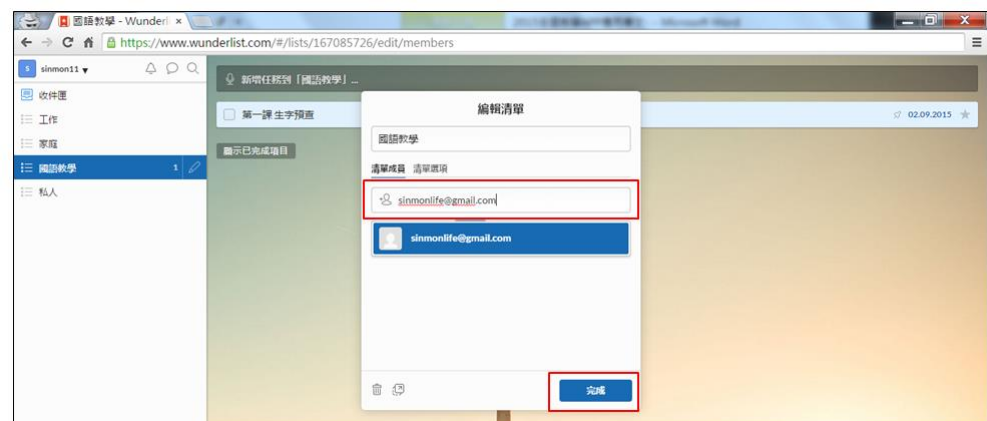 國語教學 - Wunderl
https://www.wunderlist.com/#/lists/167085726/edit/members
S sinmon11
新增任務到「國語教學」...
收件匣
工作
家庭
國語教學 1
私人
第一課 生字預查
02.09.2015
顯示已完成項目
編輯清單
國語教學
清單成員 清單選項
sinmonlife@gmail.com
sinmonlife@gmail.com
完成